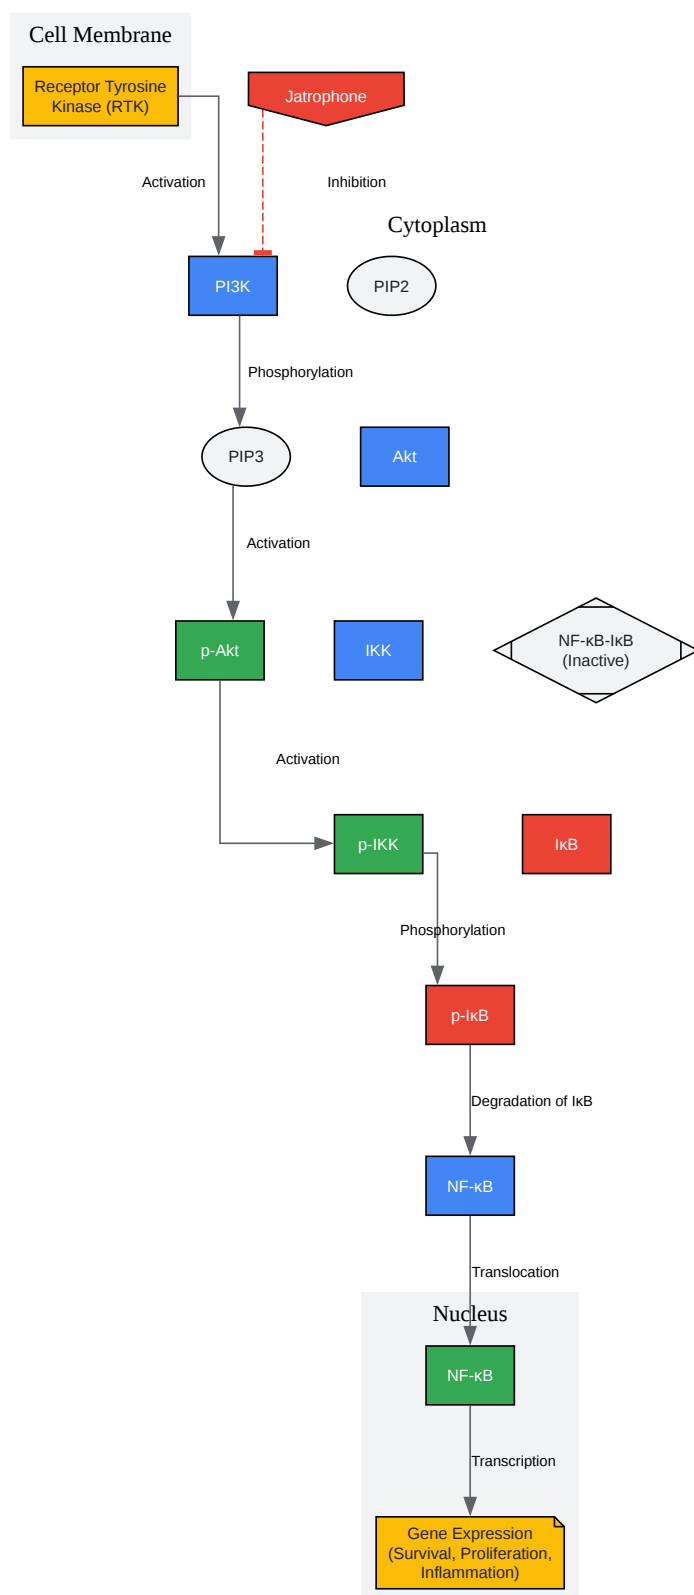 Cell Membrane
Receptor Tyrosine
Kinase (RTK)
Jatrophone
Activation
Inhibition
Cytoplasm
PI3K
PIP2
Phosphorylation
PIP3
Akt
Activation
p-Akt
IKK
NF-κB-IκB
(Inactive)
Activation
p-IKK
IκB
Phosphorylation
p-IκB
Degradation of IκB
NF-κB
Translocation
Nucleus
NF-κB
Transcription
Gene Expression
(Survival, Proliferation,
Inflammation)